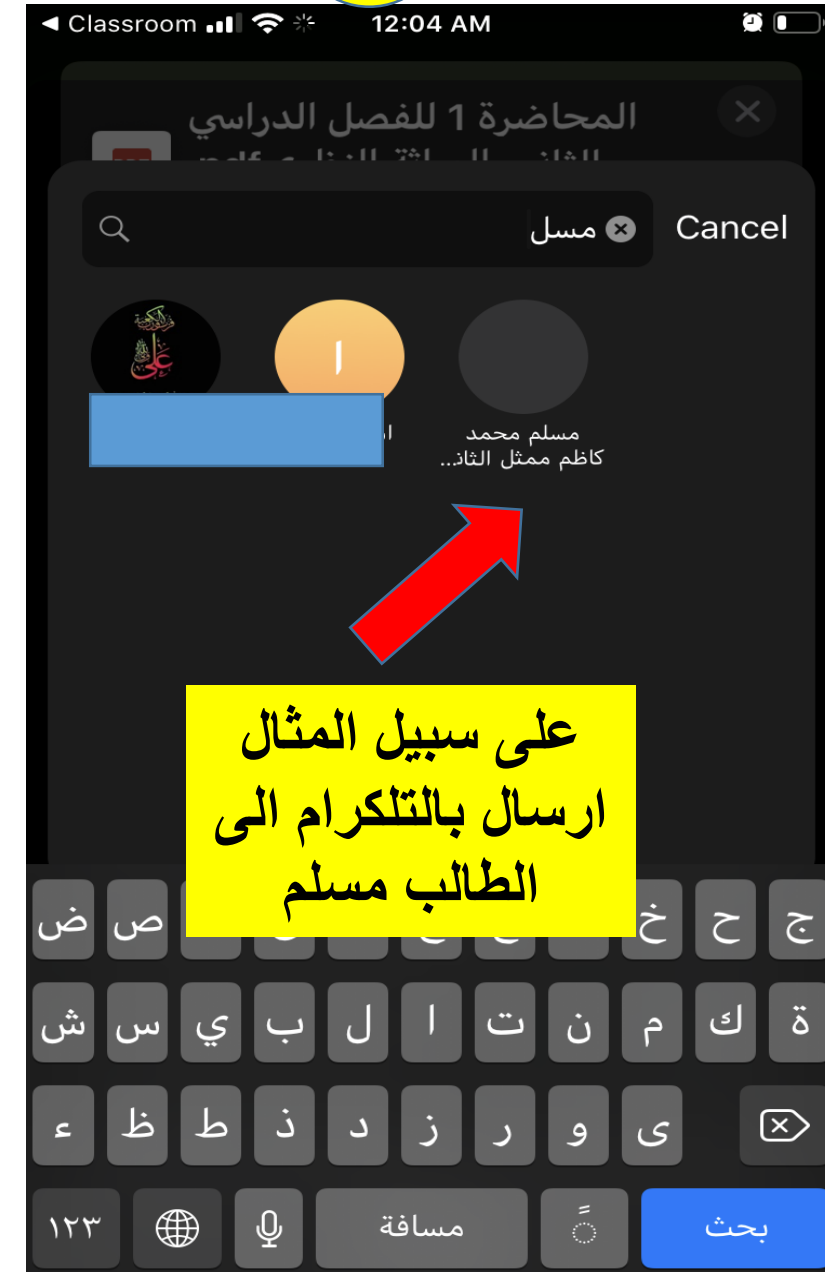 Classroom
12:04 AM
المحاضرة 1 للفصل الدراسي
مسل
Cancel
ا
مسلم محمد
كاظم ممثل الثانـ...
على سبيل المثال
ارسال بالتلكرام الى
الطالب مسلم
ض ص خ ح ج
ش س ي ب ل ا ت ن م ك ة
ء ظ ط ذ د ز ر و ى
١٢٣ مسافة بحث